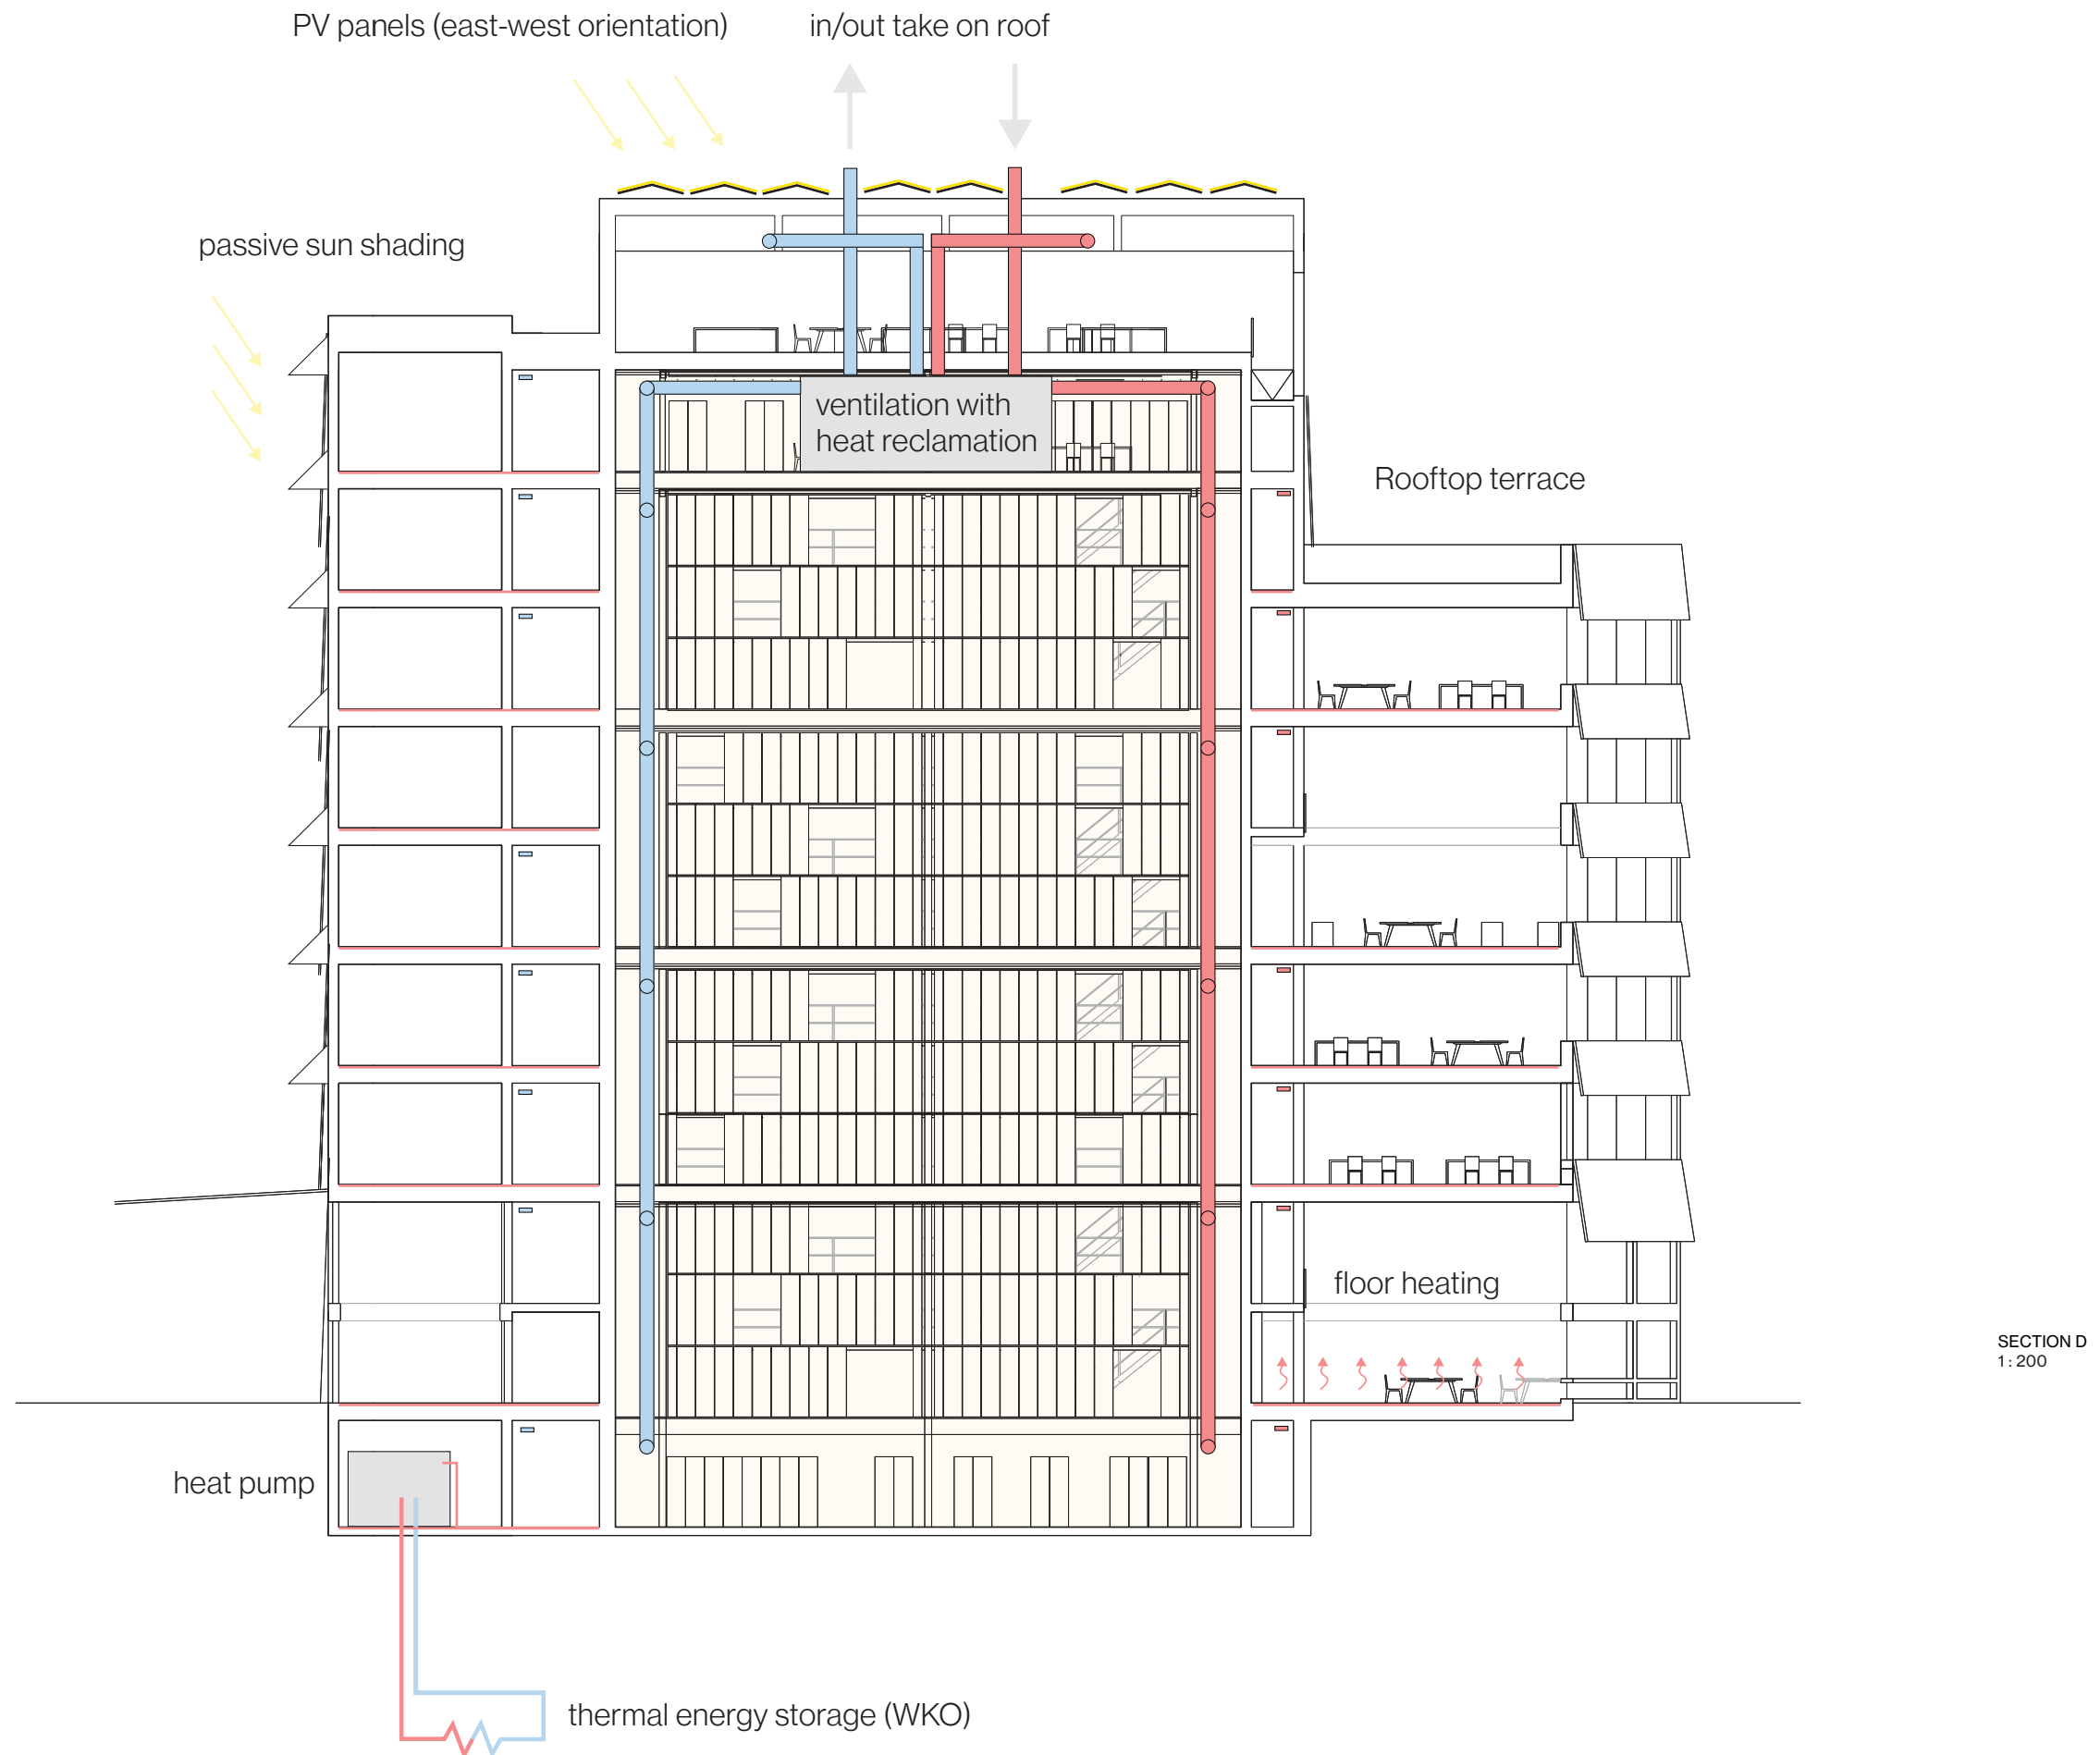 PV panels (east-west orientation)
in/out take on roof
passive sun shading
ventilation with
heat reclamation
Rooftop terrace
floor heating
SECTION D
1 : 200
heat pump
thermal energy storage (WKO)